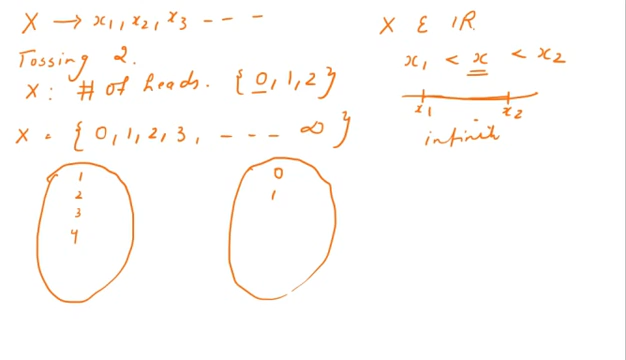 X → x₁, x₂, x₃ - - -
Tossing 2.
X : # of heads. {0, 1, 2}
X = { 0, 1, 2, 3, - - - ∞ }
1
2
3
4
0
1
X ∈ IR.
x₁ < x < x₂
x₁ x₂
infinite